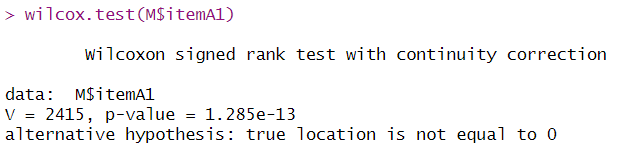 > wilcox.test(M$itemA1)
Wilcoxon signed rank test with continuity correction
data:  M$itemA1
V = 2415, p-value = 1.285e-13
alternative hypothesis: true location is not equal to 0